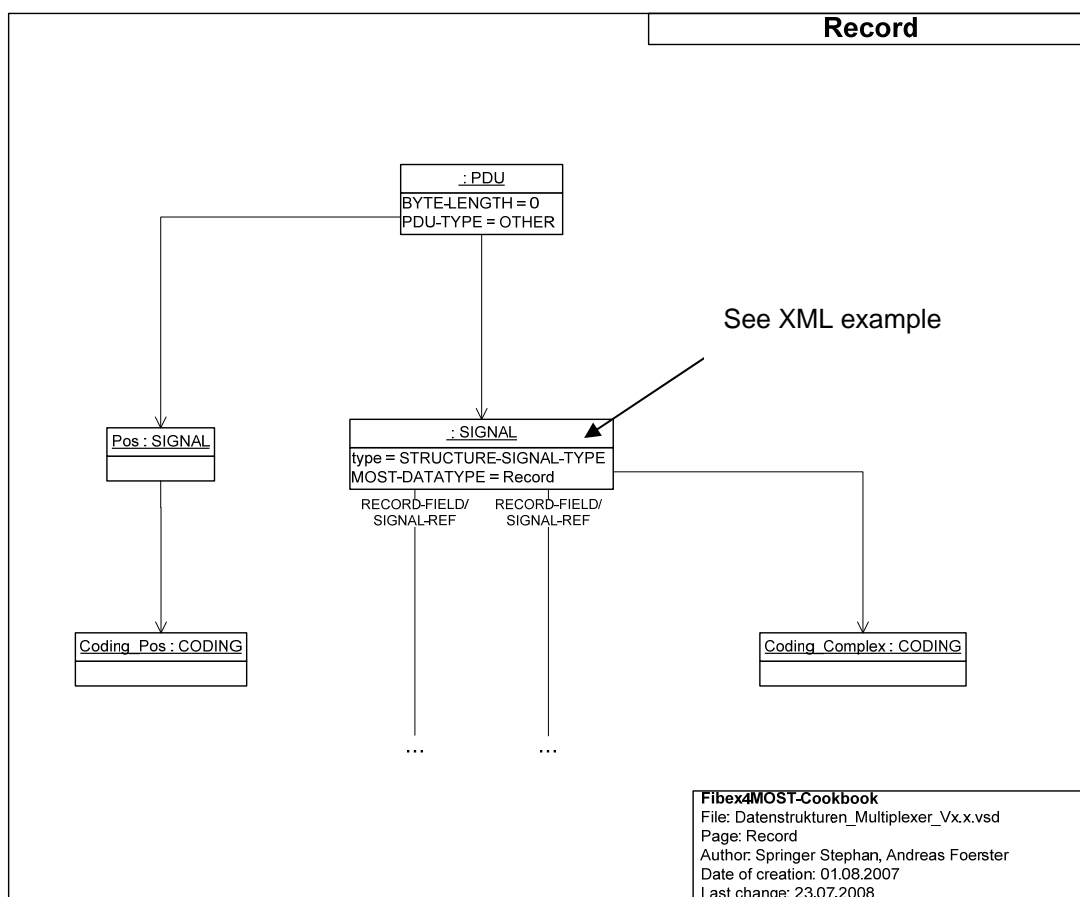 Record
: PDU
BYTE-LENGTH = 0
PDU-TYPE = OTHER
See XML example
Pos : SIGNAL
: SIGNAL
type = STRUCTURE-SIGNAL-TYPE
MOST-DATATYPE = Record
RECORD-FIELD/
SIGNAL-REF
RECORD-FIELD/
SIGNAL-REF
Coding_Pos : CODING
Coding_Complex : CODING
...
...
Fibex4MOST-Cookbook
File: Datenstrukturen_Multiplexer_Vx.x.vsd
Page: Record
Author: Springer Stephan, Andreas Foerster
Date of creation: 01.08.2007
Last change: 23.07.2008